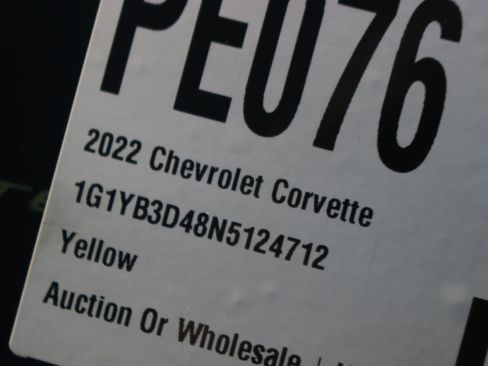 PE076
2022 Chevrolet Corvette
1G1YB3D48N5124712
Yellow
Auction Or Wholesale